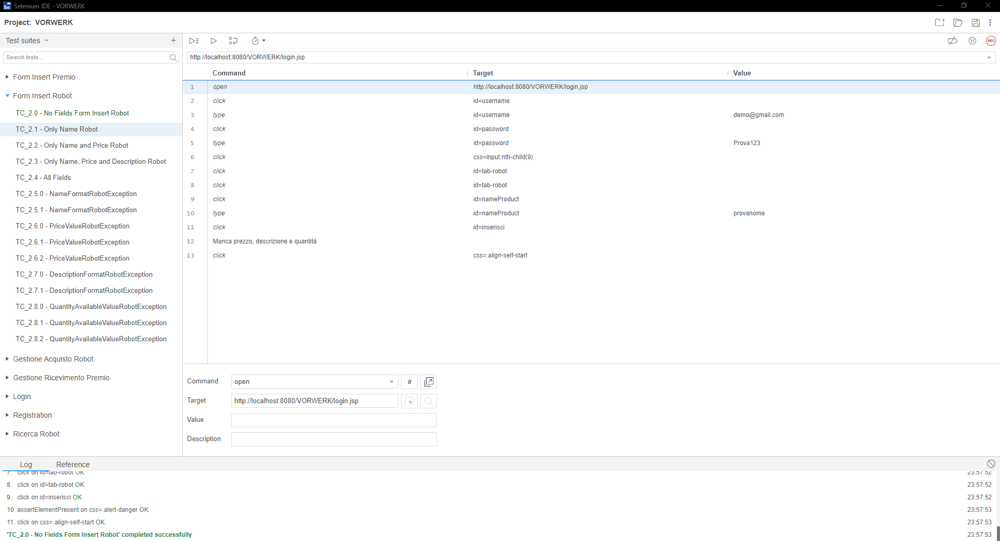 Selenium IDE - VORWERK
Project: VORWERK
Test suites
Search tests...
Form Insert Premio
Form Insert Robot
TC_2.0 - No Fields Form Insert Robot
TC_2.1 - Only Name Robot
TC_2.2 - Only Name and Price Robot
TC_2.3 - Only Name, Price and Description Robot
TC_2.4 - All Fields
TC_2.5.0 - NameFormatRobotException
TC_2.5.1 - NameFormatRobotException
TC_2.6.0 - PriceValueRobotException
TC_2.6.1 - PriceValueRobotException
TC_2.6.2 - PriceValueRobotException
TC_2.7.0 - DescriptionFormatRobotException
TC_2.7.1 - DescriptionFormatRobotException
TC_2.8.0 - QuantityAvailableValueRobotException
TC_2.8.1 - QuantityAvailableValueRobotException
TC_2.8.2 - QuantityAvailableValueRobotException
Gestione Acquisto Robot
Gestione Ricevimento Premio
Login
Registration
Ricerca Robot
REC
http://localhost:8080/VORWERK/login.jsp
Command Target Value
1 open http://localhost:8080/VORWERK/login.jsp
2 click id=username
3 type id=username demo@gmail.com
4 click id=password
5 type id=password Prova123
6 click css=input:nth-child(9)
7 click id=tab-robot
8 click id=tab-robot
9 click id=nameProduct
10 type id=nameProduct provanome
11 click id=inserisci
12 Manca prezzo, descrizione e quantità
13 click css=.align-self-start
Command open //
Target http://localhost:8080/VORWERK/login.jsp
Value
Description
Log Reference
7. click on id=tab-robot OK 23:57:52
8. click on id=tab-robot OK 23:57:52
9. click on id=inserisci OK 23:57:52
10. assertElementPresent on css=.alert-danger OK 23:57:53
11. click on css=.align-self-start OK 23:57:53
'TC_2.0 - No Fields Form Insert Robot' completed successfully 23:57:53